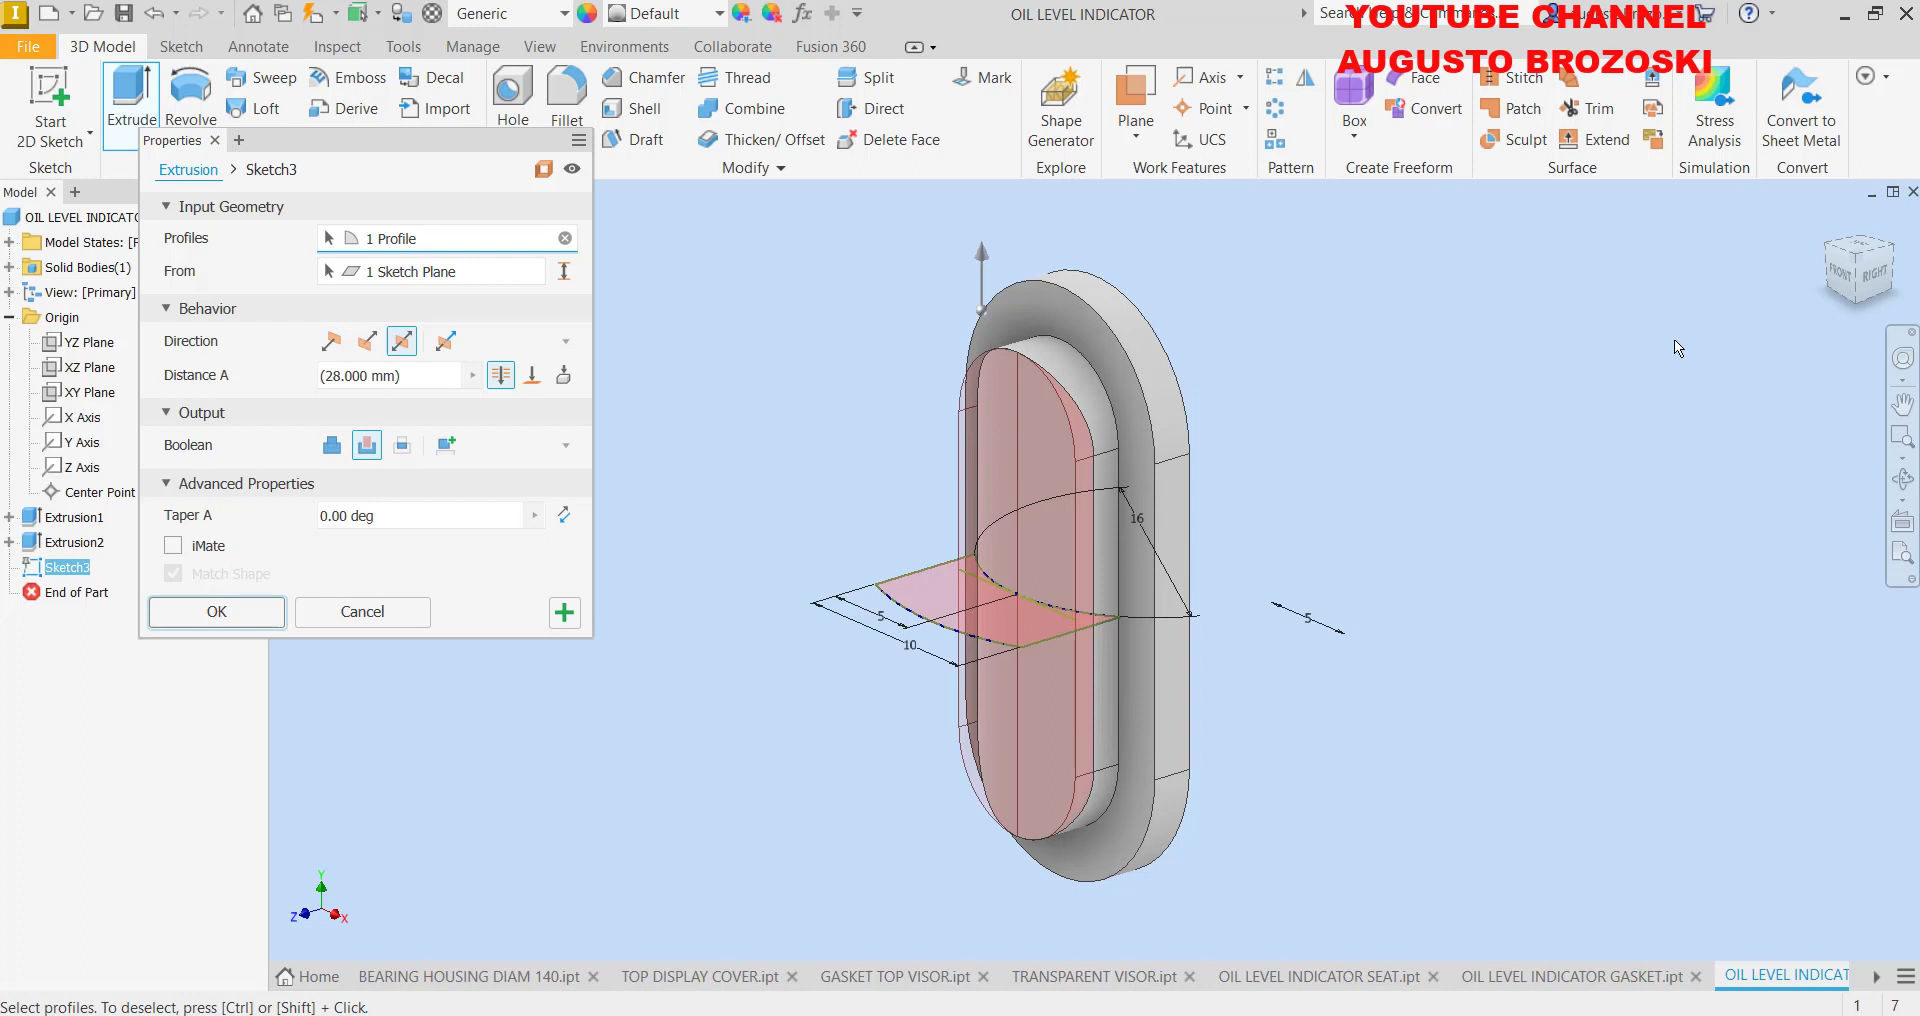 Generic
Default
fx
OIL LEVEL INDICATOR
YOUTUBE CHANNEL
AUGUSTO BROZOSKI
File
3D Model
Sketch
Annotate
Inspect
Tools
Manage
View
Environments
Collaborate
Fusion 360
Start
2D Sketch
Sketch
Extrude
Revolve
Sweep
Emboss
Decal
Loft
Derive
Import
Hole
Fillet
Chamfer
Thread
Shell
Combine
Draft
Thicken/ Offset
Split
Direct
Delete Face
Modify
Mark
Shape
Generator
Explore
Plane
Axis
Point
UCS
Work Features
Pattern
Box
Face
Convert
Create Freeform
Stitch
Patch
Trim
Sculpt
Extend
Surface
Stress
Analysis
Simulation
Convert to
Sheet Metal
Convert
Properties
Extrusion > Sketch3
Input Geometry
Profiles
1 Profile
From
1 Sketch Plane
Behavior
Direction
Distance A
(28.000 mm)
Output
Boolean
Advanced Properties
Taper A
0.00 deg
iMate
Match Shape
OK
Cancel
Model
OIL LEVEL INDICATO
Model States: [P
Solid Bodies(1)
View: [Primary]
Origin
YZ Plane
XZ Plane
XY Plane
X Axis
Y Axis
Z Axis
Center Point
Extrusion1
Extrusion2
Sketch3
End of Part
FRONT
RIGHT
16
5
10
5
Y
Z
X
Home
BEARING HOUSING DIAM 140.ipt
TOP DISPLAY COVER.ipt
GASKET TOP VISOR.ipt
TRANSPARENT VISOR.ipt
OIL LEVEL INDICATOR SEAT.ipt
OIL LEVEL INDICATOR GASKET.ipt
OIL LEVEL INDICAT
Select profiles. To deselect, press [Ctrl] or [Shift] + Click.
1
7